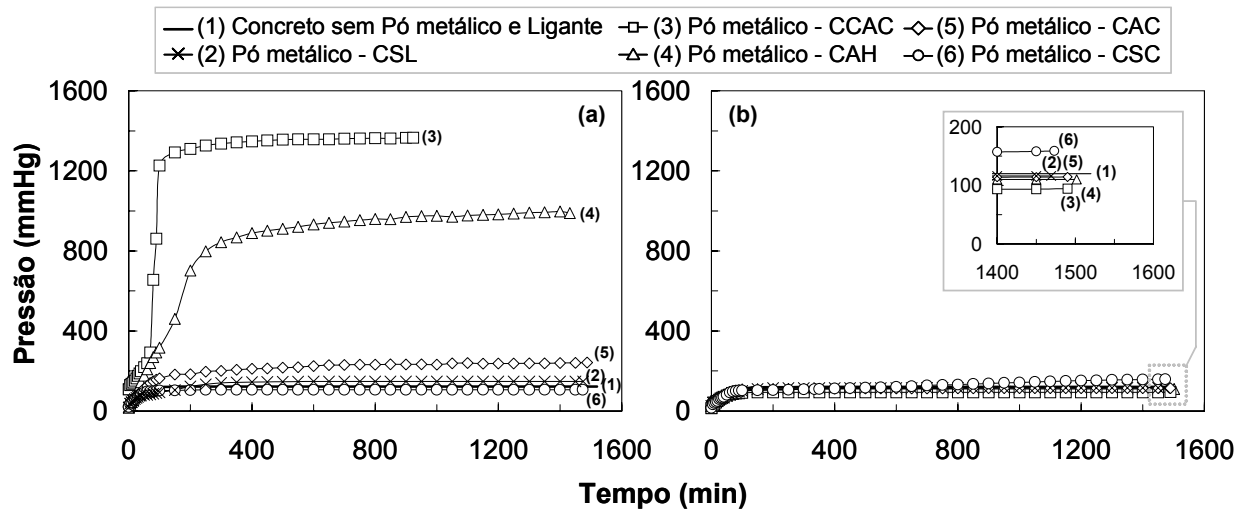 (1) Concreto sem Pó metálico e Ligante (3) Pó metálico - CCAC (5) Pó metálico - CAC
(2) Pó metálico - CSL (4) Pó metálico - CAH (6) Pó metálico - CSC
Pressão (mmHg)
1600
1200
800
400
0
(a)
(3)
(4)
(5)
(2)
(1)
(6)
0 400 800 1200 1600
1600
1200
800
400
0
(b)
200
100
0
(6)
(2) (5)
(1)
(4)
(3)
1400 1500 1600
0 400 800 1200 1600
Tempo (min)